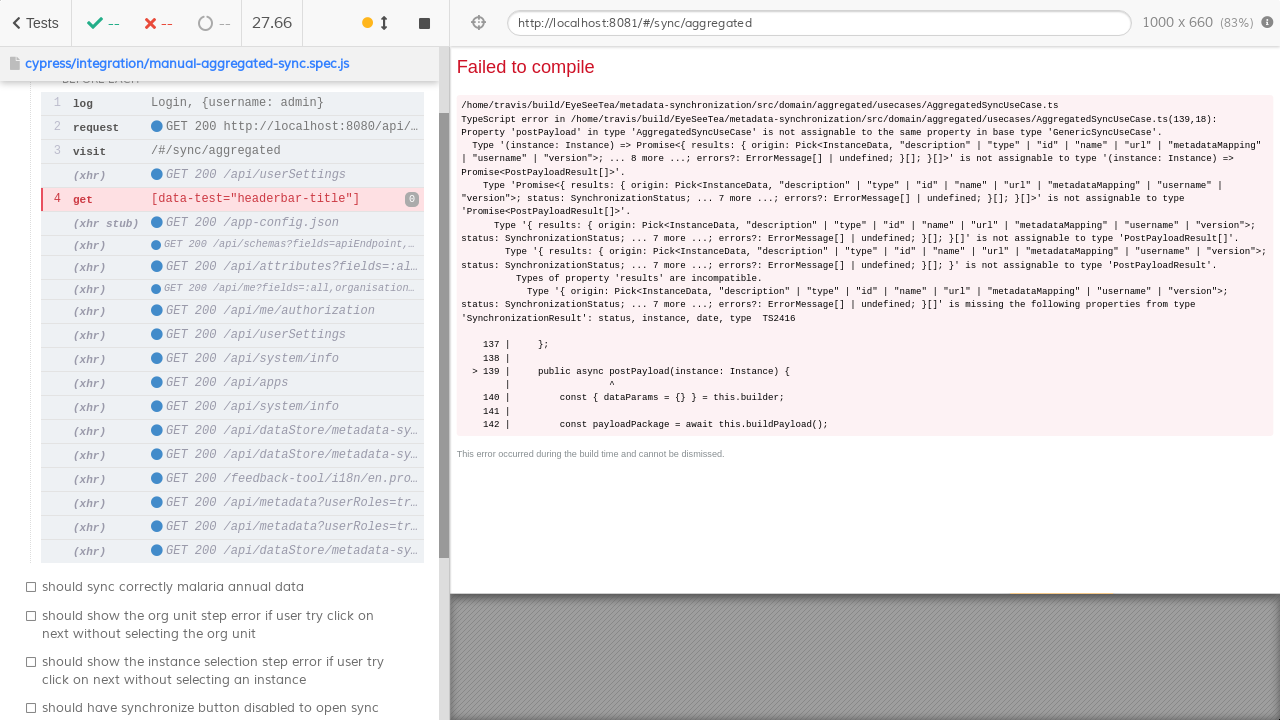 Tests
--
--
--
27.66
http://localhost:8081/#/sync/aggregated
1000 x 660 (83%)
cypress/integration/manual-aggregated-sync.spec.js
BEFORE EACH
1 log Login, {username: admin}
2 request GET 200 http://localhost:8080/api/…
3 visit /#/sync/aggregated
(xhr) GET 200 /api/userSettings
4 get [data-test="headerbar-title"] 0
(xhr stub) GET 200 /app-config.json
(xhr) GET 200 /api/schemas?fields=apiEndpoint,…
(xhr) GET 200 /api/attributes?fields=:al…
(xhr) GET 200 /api/me?fields=:all,organisation…
(xhr) GET 200 /api/me/authorization
(xhr) GET 200 /api/userSettings
(xhr) GET 200 /api/system/info
(xhr) GET 200 /api/apps
(xhr) GET 200 /api/system/info
(xhr) GET 200 /api/dataStore/metadata-sy…
(xhr) GET 200 /api/dataStore/metadata-sy…
(xhr) GET 200 /feedback-tool/i18n/en.pro…
(xhr) GET 200 /api/metadata?userRoles=tr…
(xhr) GET 200 /api/metadata?userRoles=tr…
(xhr) GET 200 /api/dataStore/metadata-sy…
should sync correctly malaria annual data
should show the org unit step error if user try click on
next without selecting the org unit
should show the instance selection step error if user try
click on next without selecting an instance
should have synchronize button disabled to open sync
Failed to compile
/home/travis/build/EyeSeeTea/metadata-synchronization/src/domain/aggregated/usecases/AggregatedSyncUseCase.ts
TypeScript error in /home/travis/build/EyeSeeTea/metadata-synchronization/src/domain/aggregated/usecases/AggregatedSyncUseCase.ts(139,18):
Property 'postPayload' in type 'AggregatedSyncUseCase' is not assignable to the same property in base type 'GenericSyncUseCase'.
Type '(instance: Instance) => Promise<{ results: { origin: Pick<InstanceData, "description" | "type" | "id" | "name" | "url" | "metadataMapping"
| "username" | "version">; ... 8 more ...; errors?: ErrorMessage[] | undefined; }[]; }[]>' is not assignable to type '(instance: Instance) =>
Promise<PostPayloadResult[]>'.
Type 'Promise<{ results: { origin: Pick<InstanceData, "description" | "type" | "id" | "name" | "url" | "metadataMapping" | "username" |
"version">; status: SynchronizationStatus; ... 7 more ...; errors?: ErrorMessage[] | undefined; }[]; }[]>' is not assignable to type
'Promise<PostPayloadResult[]>'.
Type '{ results: { origin: Pick<InstanceData, "description" | "type" | "id" | "name" | "url" | "metadataMapping" | "username" | "version">;
status: SynchronizationStatus; ... 7 more ...; errors?: ErrorMessage[] | undefined; }[]; }[]' is not assignable to type 'PostPayloadResult[]'.
Type '{ results: { origin: Pick<InstanceData, "description" | "type" | "id" | "name" | "url" | "metadataMapping" | "username" | "version">;
status: SynchronizationStatus; ... 7 more ...; errors?: ErrorMessage[] | undefined; }[]; }' is not assignable to type 'PostPayloadResult'.
Types of property 'results' are incompatible.
Type '{ origin: Pick<InstanceData, "description" | "type" | "id" | "name" | "url" | "metadataMapping" | "username" | "version">;
status: SynchronizationStatus; ... 7 more ...; errors?: ErrorMessage[] | undefined; }[]' is missing the following properties from type
'SynchronizationResult': status, instance, date, type  TS2416
137 |     };
138 |
> 139 |     public async postPayload(instance: Instance) {
|                  ^
140 |         const { dataParams = {} } = this.builder;
141 |
142 |         const payloadPackage = await this.buildPayload();
This error occurred during the build time and cannot be dismissed.